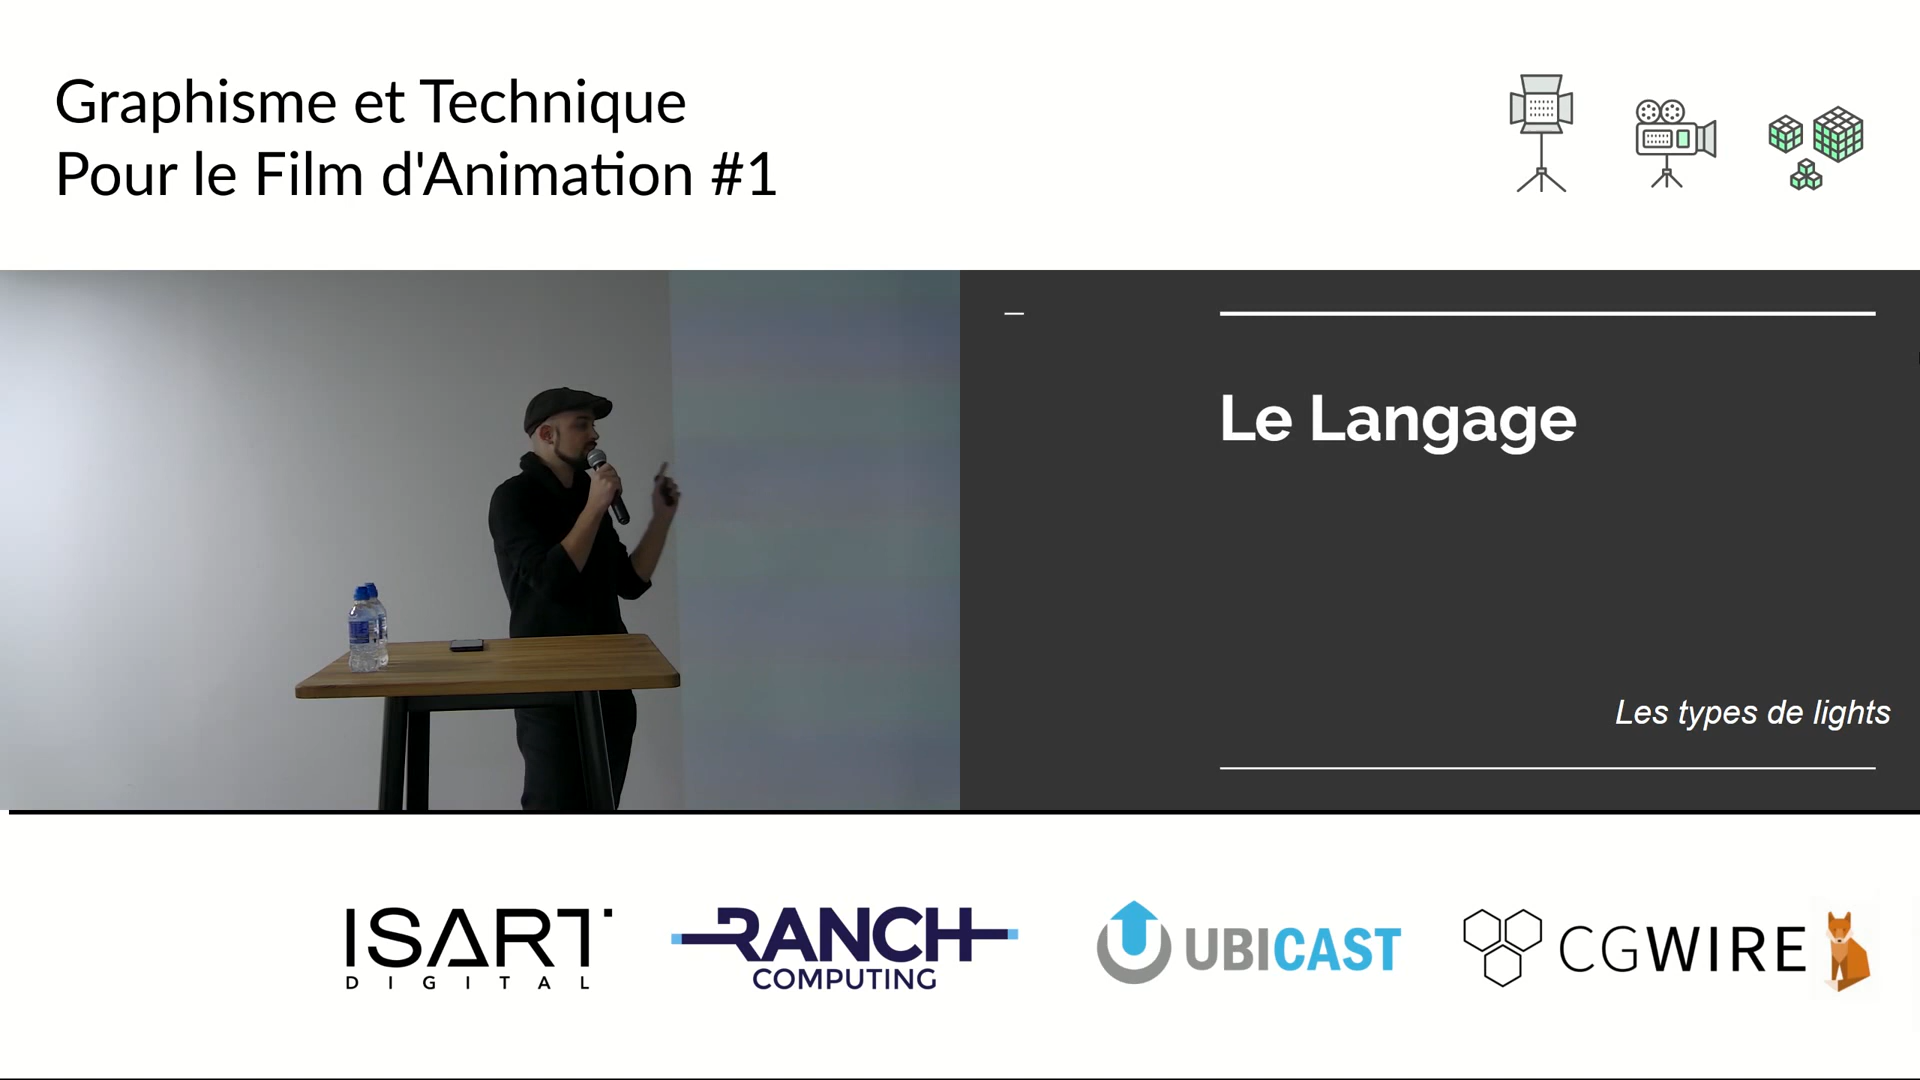 Graphisme et Technique
Pour le Film d'Animation #1
Le Langage
Les types de lights
ISART
DIGITAL
RANCH
COMPUTING
UBICAST
CGWIRE